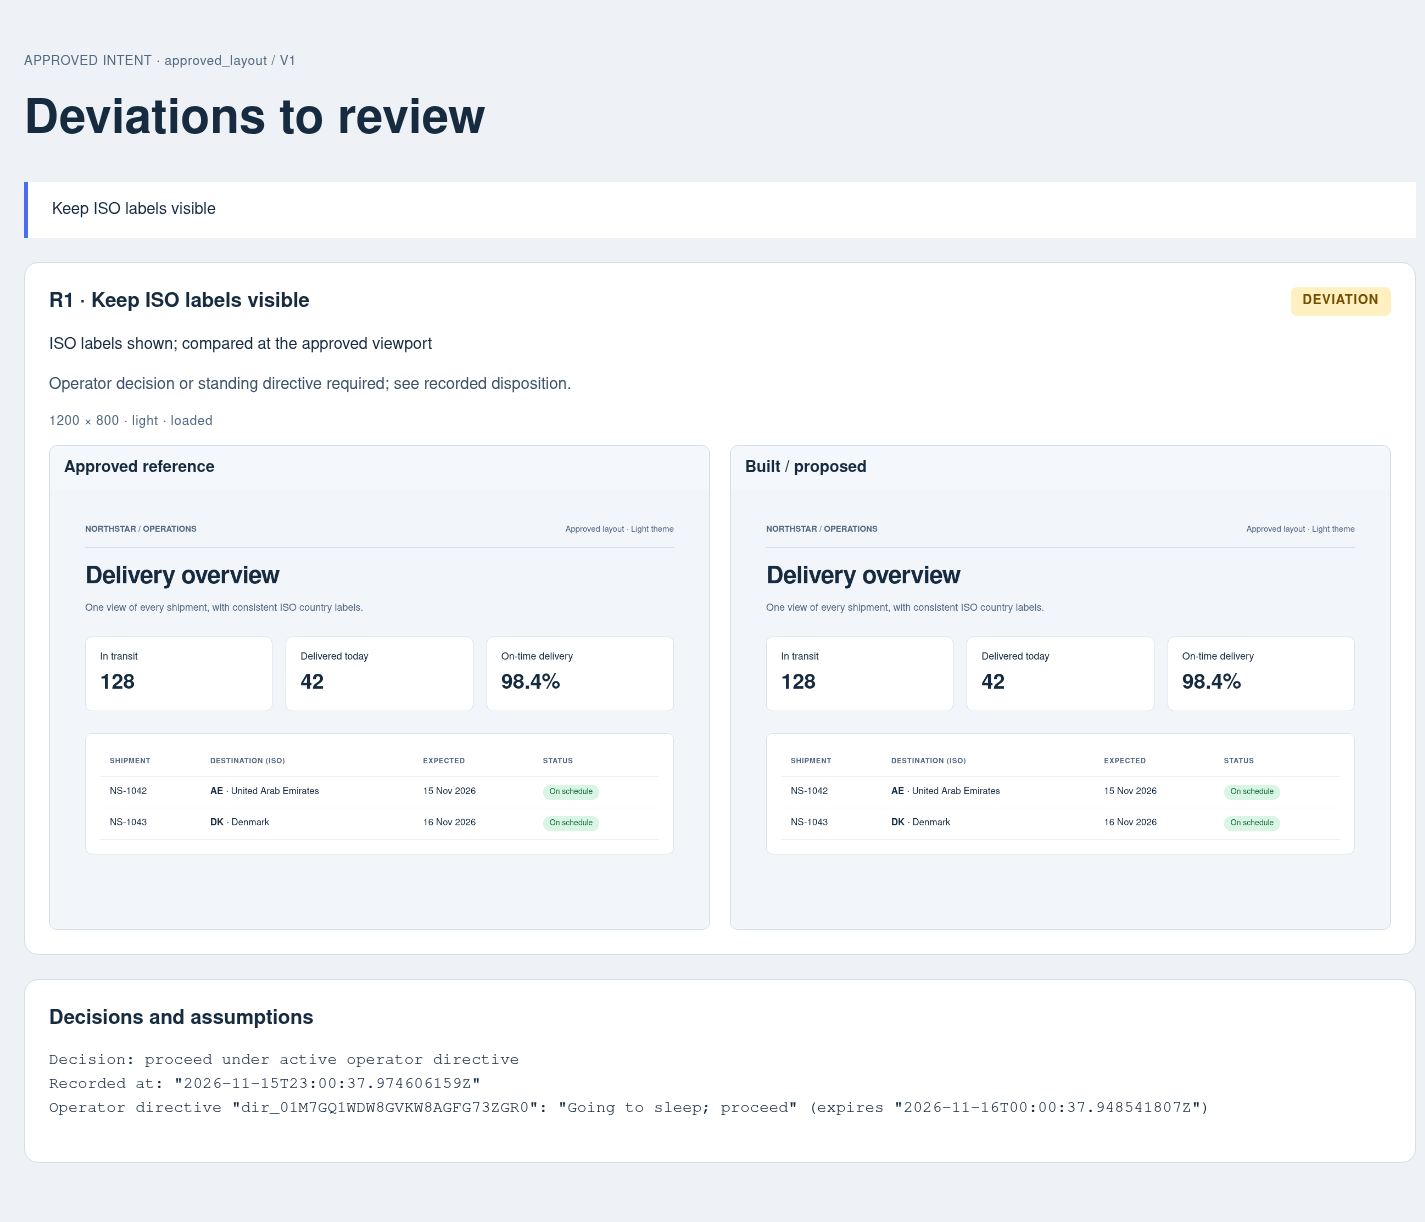 APPROVED INTENT · approved_layout / V1
Deviations to review
Keep ISO labels visible
R1 · Keep ISO labels visible
DEVIATION
ISO labels shown; compared at the approved viewport
Operator decision or standing directive required; see recorded disposition.
1200 × 800 · light · loaded
Approved reference
NORTHSTAR / OPERATIONS
Approved layout · Light theme
Delivery overview
One view of every shipment, with consistent ISO country labels.
In transit
128
Delivered today
42
On-time delivery
98.4%
SHIPMENT DESTINATION (ISO) EXPECTED STATUS
NS-1042 AE · United Arab Emirates 15 Nov 2026 On schedule
NS-1043 DK · Denmark 16 Nov 2026 On schedule
Built / proposed
NORTHSTAR / OPERATIONS
Approved layout · Light theme
Delivery overview
One view of every shipment, with consistent ISO country labels.
In transit
128
Delivered today
42
On-time delivery
98.4%
SHIPMENT DESTINATION (ISO) EXPECTED STATUS
NS-1042 AE · United Arab Emirates 15 Nov 2026 On schedule
NS-1043 DK · Denmark 16 Nov 2026 On schedule
Decisions and assumptions
Decision: proceed under active operator directive
Recorded at: "2026-11-15T23:00:37.974606159Z"
Operator directive "dir_01M7GQ1WDW8GVKW8AGFG73ZGR0": "Going to sleep; proceed" (expires "2026-11-16T00:00:37.948541807Z")